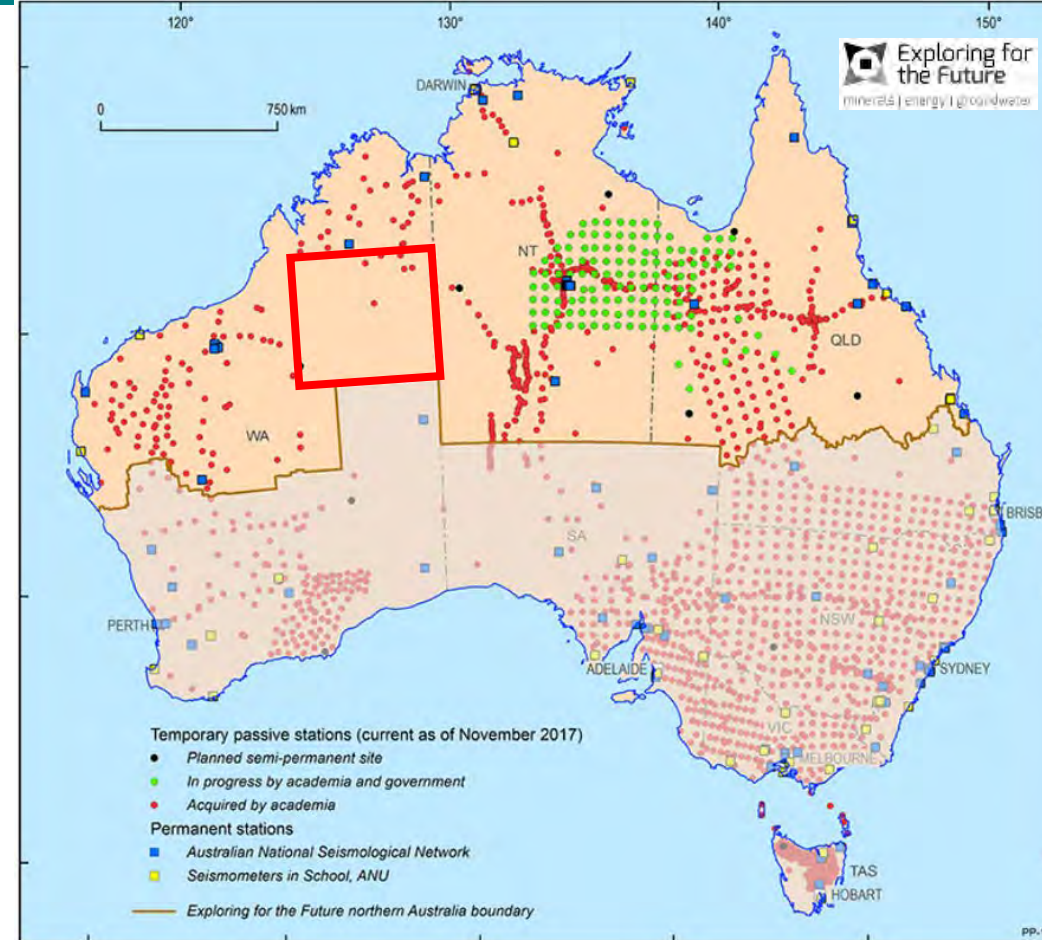 120°
130°
140°
150°
Exploring for
the Future
minerals | energy | groundwater
DARWIN
0
750 km
NT
QLD
WA
SA
BRISB
PERTH
NSW
ADELAIDE
SYDNEY
VIC
MELBOURNE
Temporary passive stations (current as of November 2017)
Planned semi-permanent site
In progress by academia and government
Acquired by academia
Permanent stations
Australian National Seismological Network
Seismometers in School, ANU
Exploring for the Future northern Australia boundary
TAS
HOBART